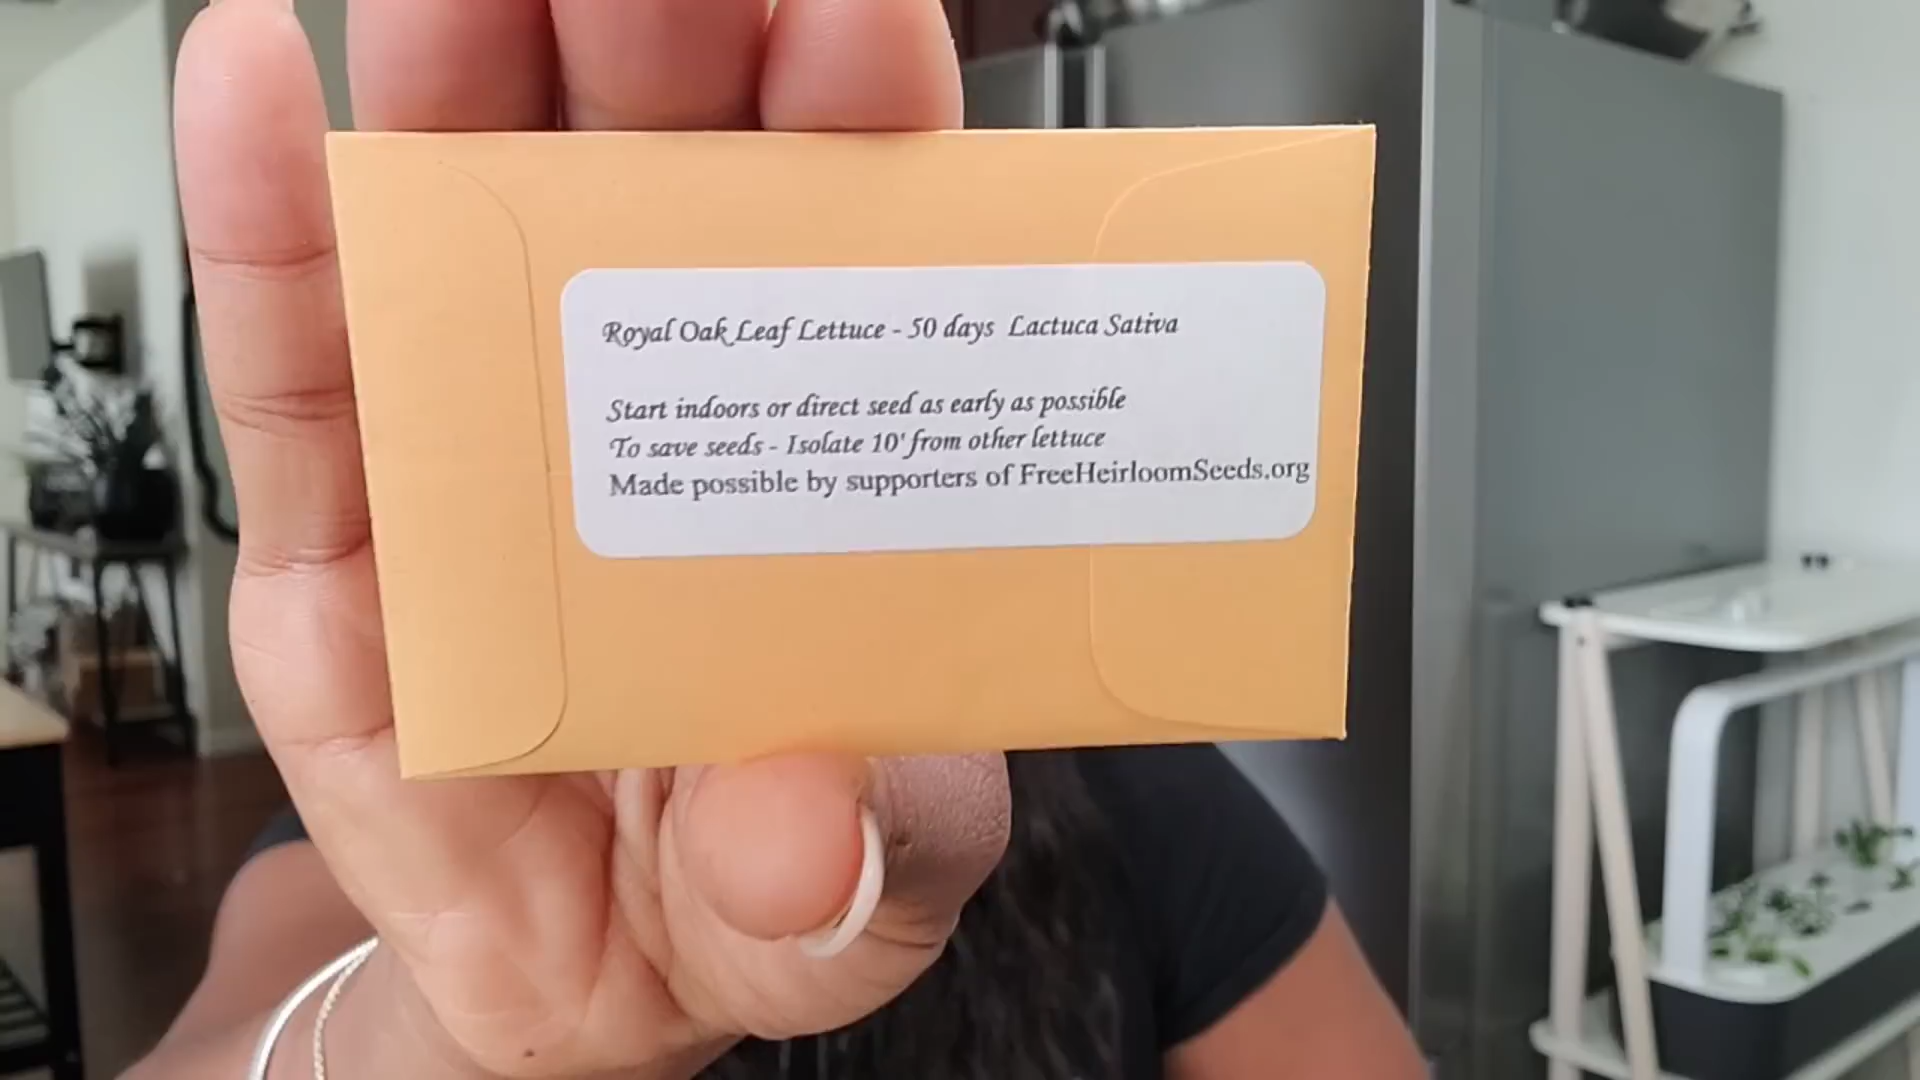 Royal Oak Leaf Lettuce - 50 days Lactuca Sativa
Start indoors or direct seed as early as possible
To save seeds - Isolate 10' from other lettuce
Made possible by supporters of FreeHeirloomSeeds.org